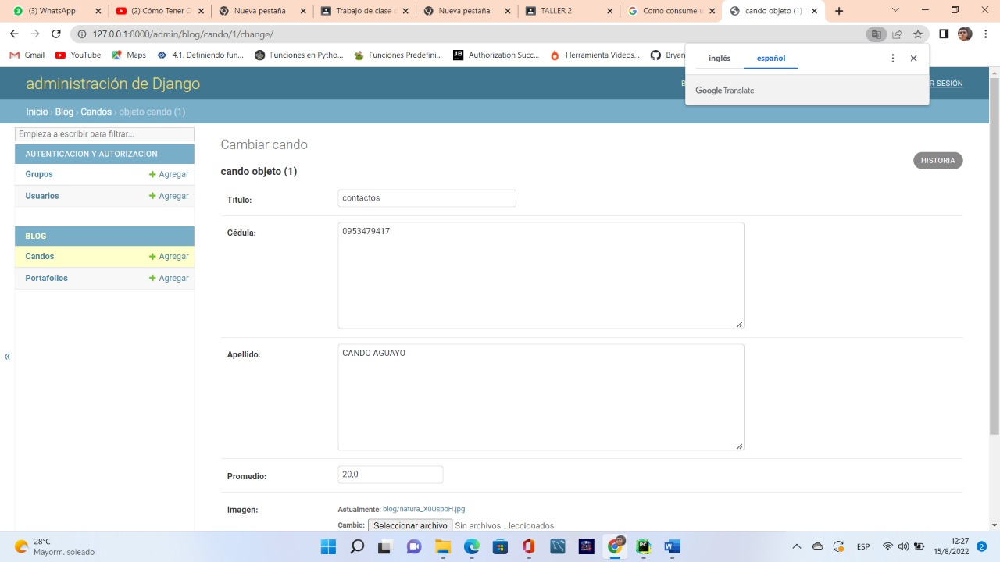 (3) WhatsApp
(2) Cómo Tener O
Nueva pestaña
Trabajo de clase d
Nueva pestaña
TALLER 2
Como consume u
cando objeto (1)
127.0.0.1:8000/admin/blog/cando/1/change/
Gmail
YouTube
Maps
4.1. Definiendo fun...
Funciones en Pytho...
Funciones Predefini...
Authorization Succ...
Herramienta Videos...
Bryan
inglés
español
Google Translate
administración de Django
B
R SESIÓN
Inicio › Blog › Candos › objeto cando (1)
Empieza a escribir para filtrar...
AUTENTICACION Y AUTORIZACION
Grupos
Agregar
Usuarios
Agregar
BLOG
Candos
Agregar
Portafolios
Agregar
«
Cambiar cando
HISTORIA
cando objeto (1)
Título:
contactos
Cédula:
0953479417
Apellido:
CANDO AGUAYO
Promedio:
20,0
Imagen:
Actualmente: blog/natura_X0UspoH.jpg
Cambio: Seleccionar archivo Sin archivos ...leccionados
28°C
Mayorm. soleado
ESP
12:27
15/8/2022
2